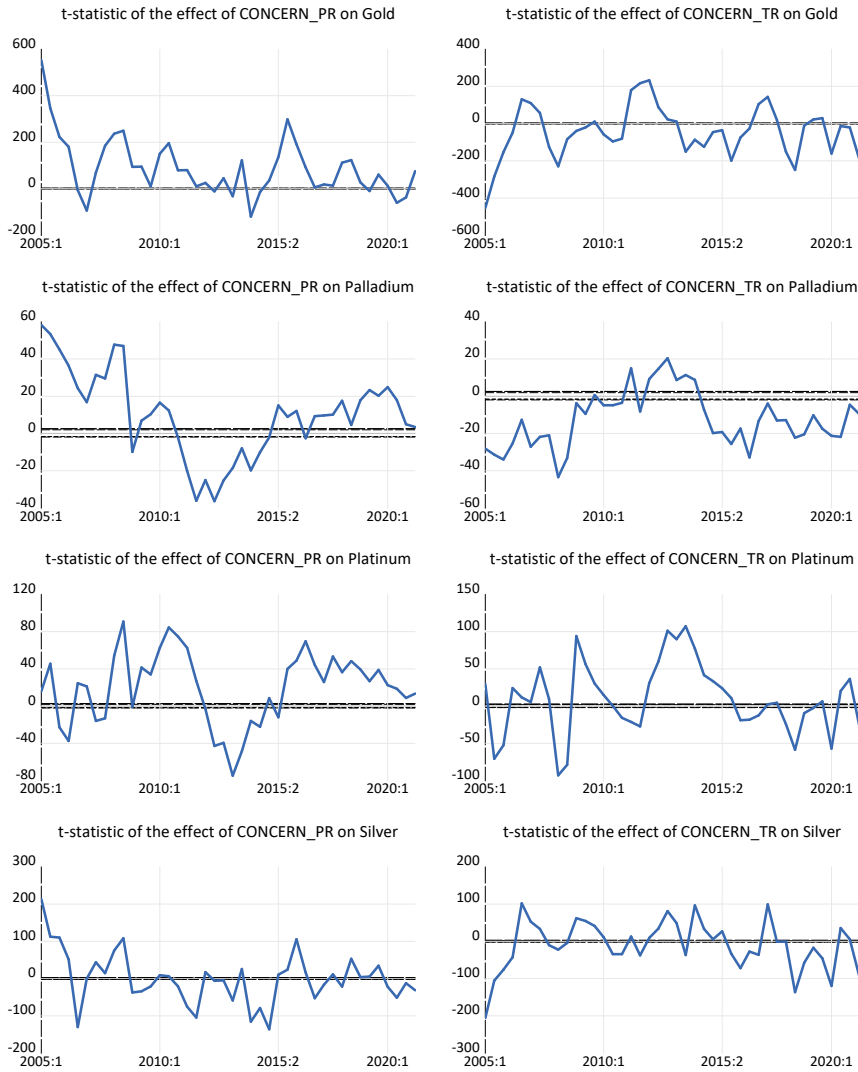 t-statistic of the effect of CONCERN_PR on Gold
600
400
200
0
-200
2005:1 2010:1 2015:2 2020:1
t-statistic of the effect of CONCERN_TR on Gold
400
200
0
-200
-400
-600
2005:1 2010:1 2015:2 2020:1
t-statistic of the effect of CONCERN_PR on Palladium
60
40
20
0
-20
-40
2005:1 2010:1 2015:2 2020:1
t-statistic of the effect of CONCERN_TR on Palladium
40
20
0
-20
-40
-60
2005:1 2010:1 2015:2 2020:1
t-statistic of the effect of CONCERN_PR on Platinum
120
80
40
0
-40
-80
2005:1 2010:1 2015:2 2020:1
t-statistic of the effect of CONCERN_TR on Platinum
150
100
50
0
-50
-100
2005:1 2010:1 2015:2 2020:1
t-statistic of the effect of CONCERN_PR on Silver
300
200
100
0
-100
-200
2005:1 2010:1 2015:2 2020:1
t-statistic of the effect of CONCERN_TR on Silver
200
100
0
-100
-200
-300
2005:1 2010:1 2015:2 2020:1